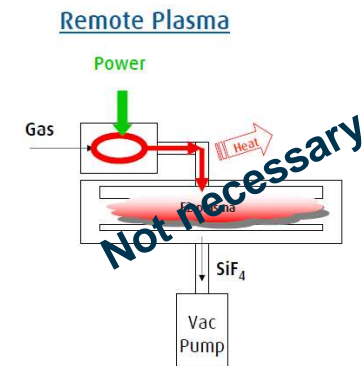 Remote Plasma
Power
Gas
Heat
Not necessary
SiF4
Vac
Pump